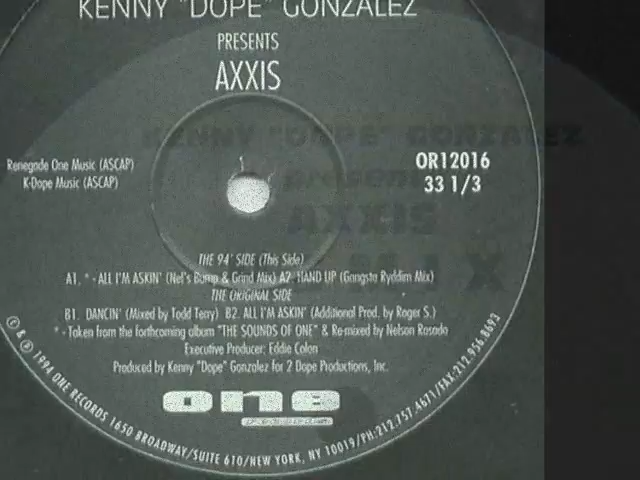 KENNY "DOPE" GONZALEZ
PRESENTS
AXXIS
Renegade One Music (ASCAP)
K-Dope Music (ASCAP)
OR12016
33 1/3
KENNY "DOPE" GONZALEZ
presents
AXXIS
THE 94' SIDE (This Side)
A1. * - ALL I'M ASKIN' (Nel's Bump & Grind Mix) A2. HAND UP (Gangsta Ryddim Mix)
THE ORIGINAL SIDE
B1. DANCIN' (Mixed by Todd Terry) B2. ALL I'M ASKIN' (Additional Prod. by Roger S.)
* - Taken from the forthcoming album "THE SOUNDS OF ONE" & Re-mixed by Nelson Rosado
Executive Producer: Eddie Colon
Produced by Kenny "Dope" Gonzalez for 2 Dope Productions, Inc.
one
© & ℗ 1994 ONE RECORDS 1650 BROADWAY/SUITE 610/NEW YORK, NY 10019/PH:212.757.4671/FAX:212.956.8693